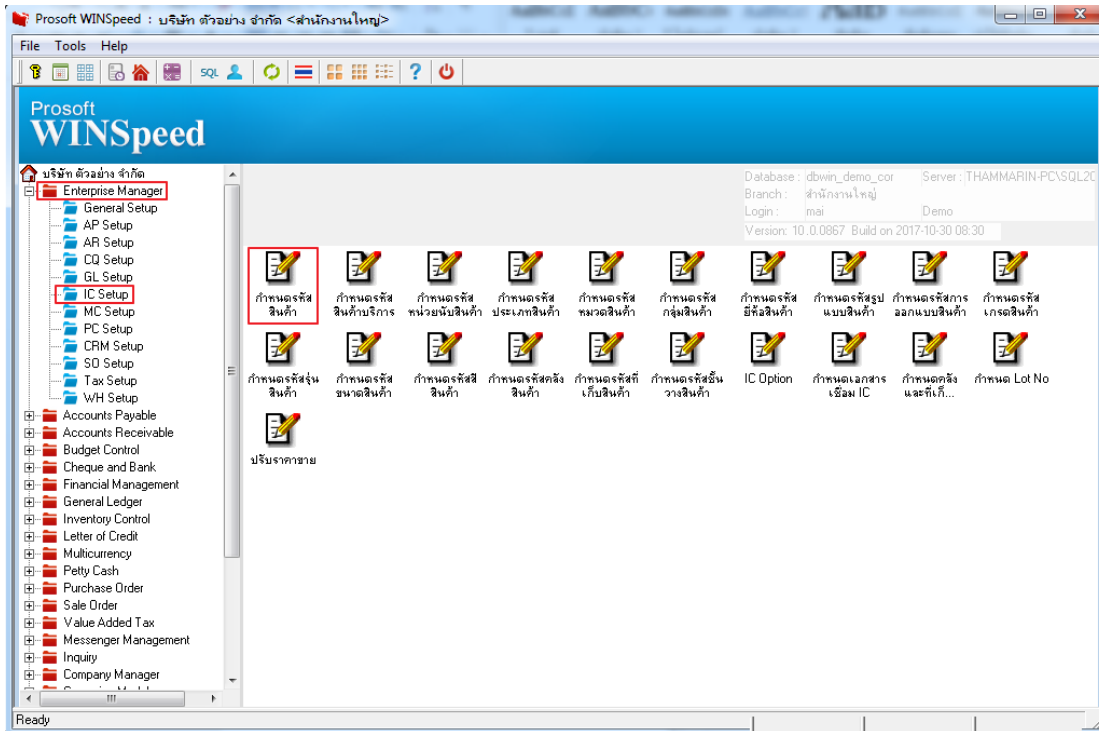 Prosoft WINSpeed : บริษัท ตัวอย่าง จำกัด <สำนักงานใหญ่>
File Tools Help
SQL
Prosoft
WINSpeed
บริษัท ตัวอย่าง จำกัด
Enterprise Manager
General Setup
AP Setup
AR Setup
CQ Setup
GL Setup
IC Setup
MC Setup
PC Setup
CRM Setup
SO Setup
Tax Setup
WH Setup
Accounts Payable
Accounts Receivable
Budget Control
Cheque and Bank
Financial Management
General Ledger
Inventory Control
Letter of Credit
Multicurrency
Petty Cash
Purchase Order
Sale Order
Value Added Tax
Messenger Management
Inquiry
Company Manager
Database : dbwin_demo_cor Server : THAMMARIN-PC\SQL20
Branch : สำนักงานใหญ่
Login : mai Demo
Version: 10.0.0867 Build on 2017-10-30 08:30
กำหนดรหัส กำหนดรหัส กำหนดรหัส กำหนดรหัส กำหนดรหัส กำหนดรหัส กำหนดรหัส กำหนดรหัสรูป กำหนดรหัสการ กำหนดรหัส
สินค้า สินค้าบริการ หน่วยนับสินค้า ประเภทสินค้า หมวดสินค้า กลุ่มสินค้า ยี่ห้อสินค้า แบบสินค้า ออกแบบสินค้า เกรดสินค้า
กำหนดรหัสรุ่น กำหนดรหัส กำหนดรหัสสี กำหนดรหัสคลัง กำหนดรหัสที่ กำหนดรหัสชั้น IC Option กำหนดเอกสาร กำหนดคลัง กำหนด Lot No
สินค้า ขนาดสินค้า สินค้า สินค้า เก็บสินค้า วางสินค้า เชื่อม IC และที่เก็...
ปรับราคาขาย
Ready